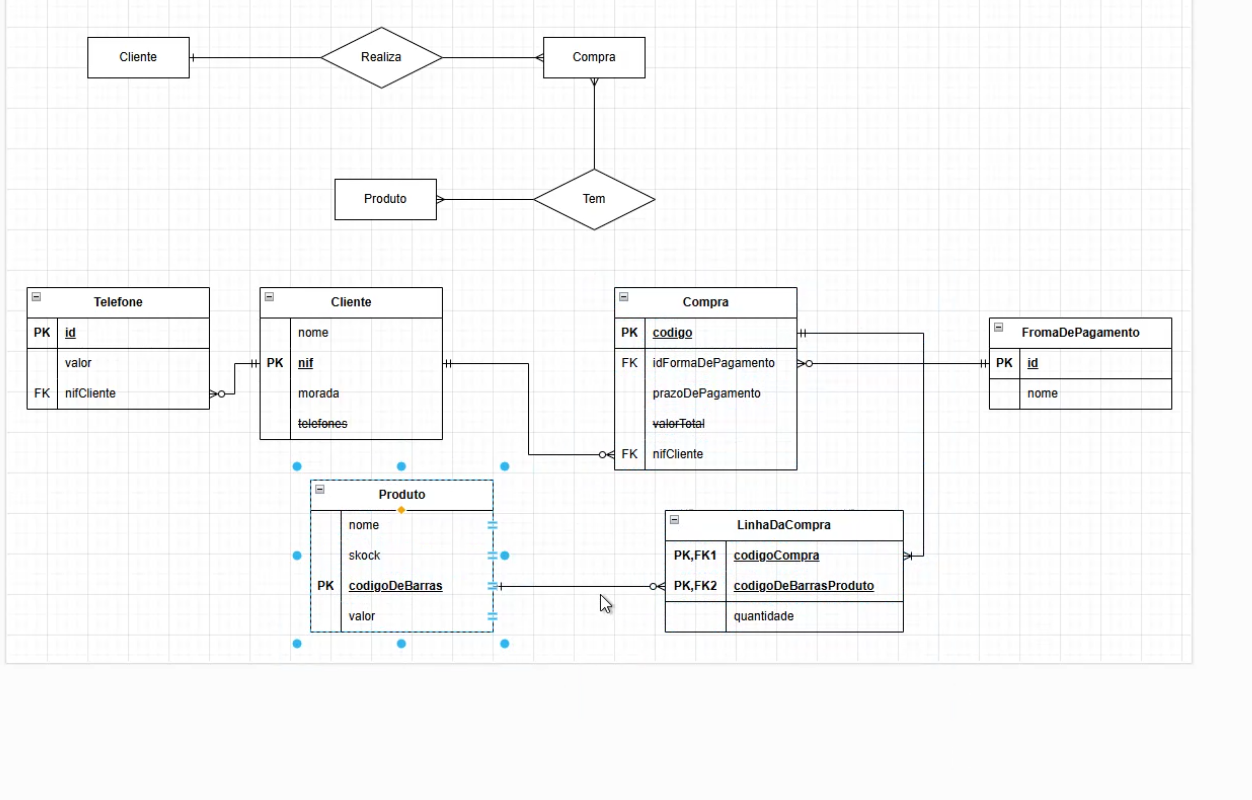 Cliente
Realiza
Compra
Produto
Tem
Telefone
PK id
valor
FK nifCliente
Cliente
nome
PK nif
morada
telefones
Compra
PK codigo
FK idFormaDePagamento
prazoDePagamento
valorTotal
FK nifCliente
FromaDePagamento
PK id
nome
Produto
nome
skock
PK codigoDeBarras
valor
LinhaDaCompra
PK,FK1 codigoCompra
PK,FK2 codigoDeBarrasProduto
quantidade